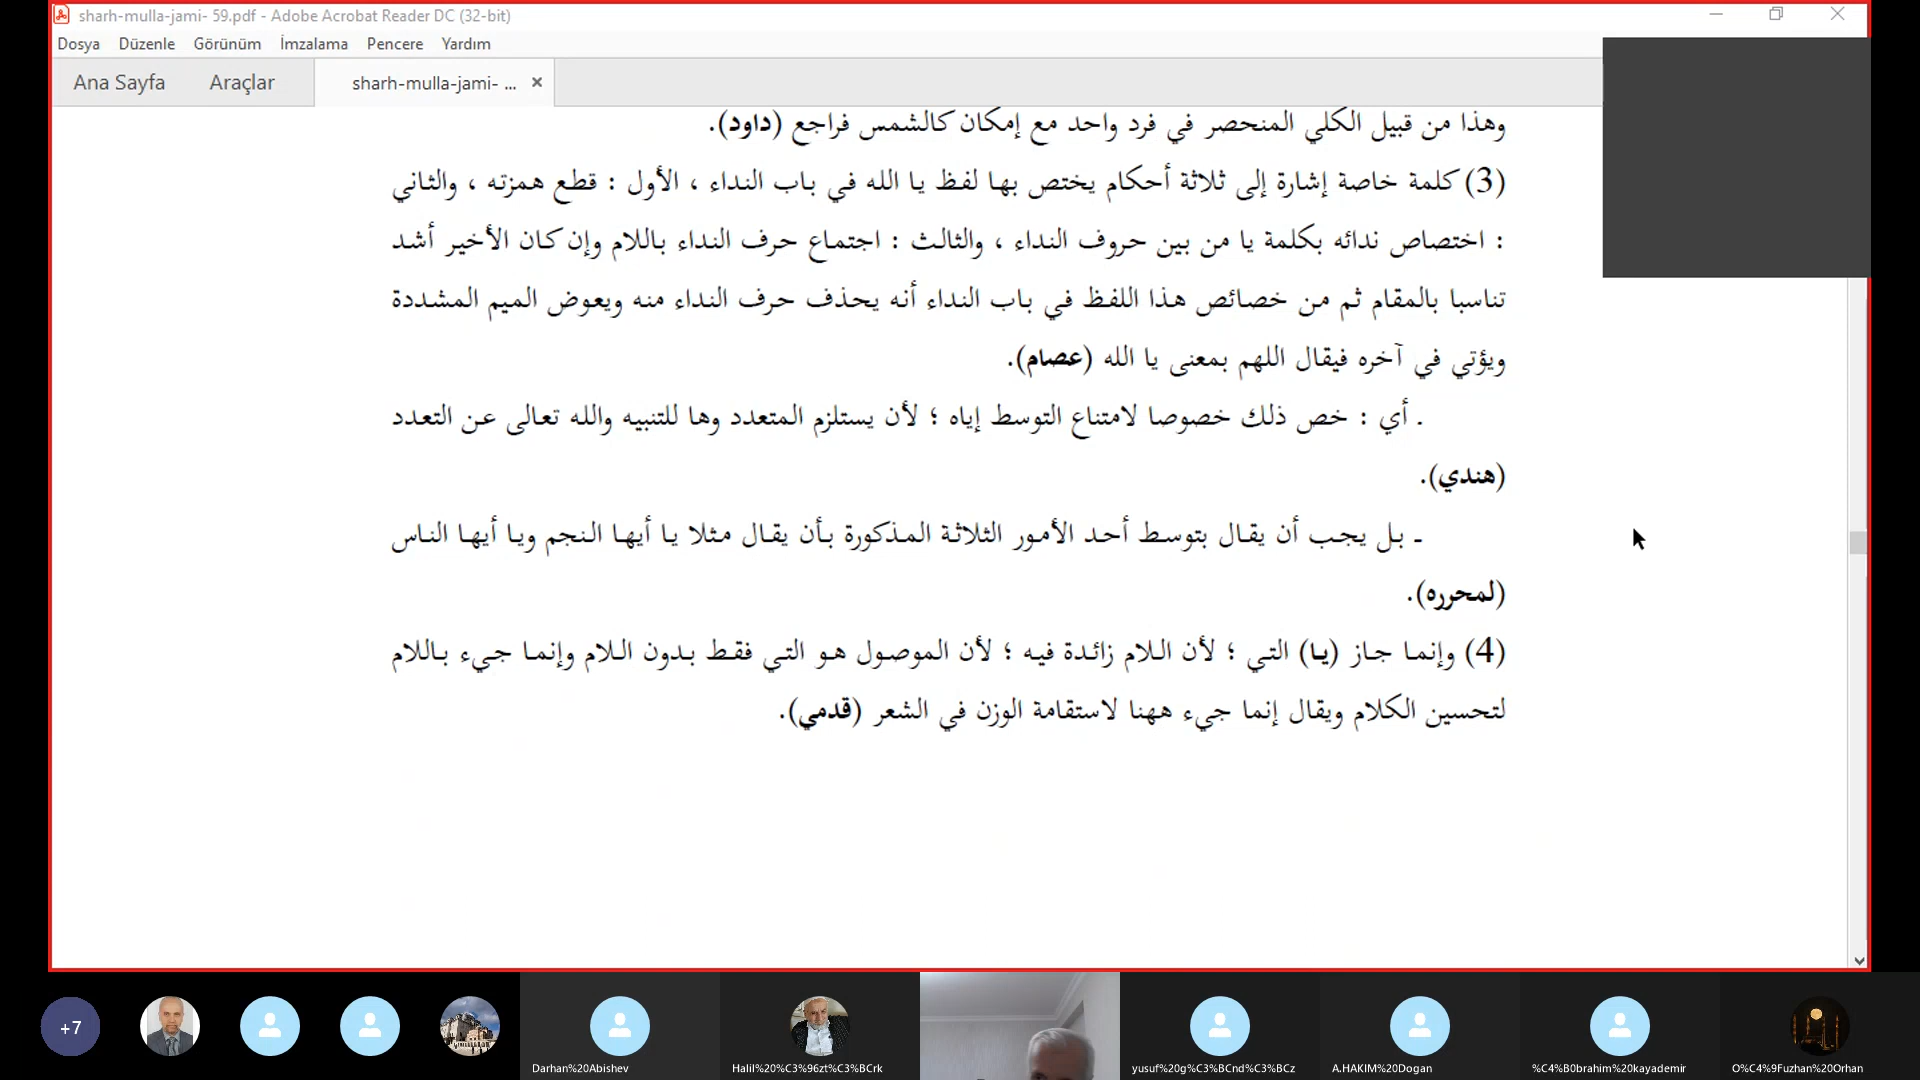 sharh-mulla-jami- 59.pdf - Adobe Acrobat Reader DC (32-bit)
Dosya Düzenle Görünüm İmzalama Pencere Yardım
Ana Sayfa Araçlar sharh-mulla-jami- ... ×
وهذا من قبيل الكلي المنحصر في فرد واحد مع إمكان كالشمس فراجع (داود).
(3) كلمة خاصة إشارة إلى ثلاثة أحكام يختص بها لفظ يا الله في باب النداء ، الأول : قطع همزته ، والثاني
: اختصاص ندائه بكلمة يا من بين حروف النداء ، والثالث : اجتماع حرف النداء باللام وإن كان الأخير أشد
تناسبا بالمقام ثم من خصائص هذا اللفظ في باب النداء أنه يحذف حرف النداء منه ويعوض الميم المشددة
ويؤتي في آخره فيقال اللهم بمعنى يا الله (عصام).
. أي : خص ذلك خصوصا لامتناع التوسط إياه ؛ لأن يستلزم المتعدد وها للتنبيه والله تعالى عن التعدد
(هندي).
ـ بل يجب أن يقال بتوسط أحد الأمور الثلاثة المذكورة بأن يقال مثلا يا أيها النجم ويا أيها الناس
(لمحرره).
(4) وإنما جاز (يا) التي ؛ لأن اللام زائدة فيه ؛ لأن الموصول هو التي فقط بدون اللام وإنما جيء باللام
لتحسين الكلام ويقال إنما جيء ههنا لاستقامة الوزن في الشعر (قدمي).
+7
Darhan%20Abishev
Halil%20%C3%96zt%C3%BCrk
yusuf%20g%C3%BCnd%C3%BCz
A.HAKIM%20Dogan
%C4%B0brahim%20kayademir
O%C4%9Fuzhan%20Orhan